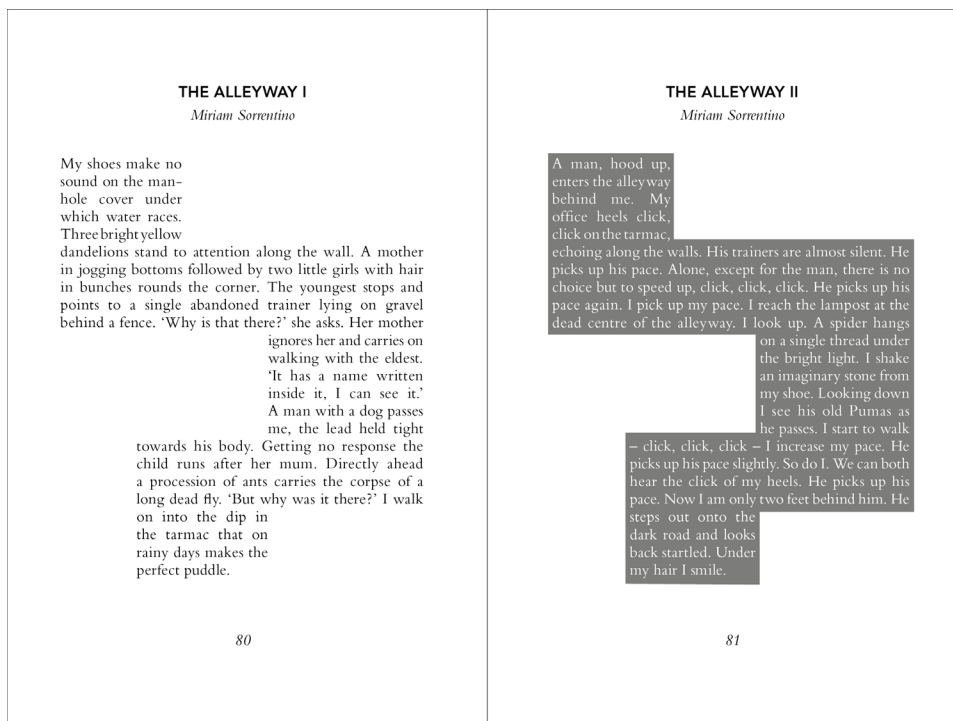 THE ALLEYWAY I
Miriam Sorrentino
My shoes make no
sound on the man-
hole cover under
which water races.
Three bright yellow
dandelions stand to attention along the wall. A mother
in jogging bottoms followed by two little girls with hair
in bunches rounds the corner. The youngest stops and
points to a single abandoned trainer lying on gravel
behind a fence. ‘Why is that there?’ she asks. Her mother
ignores her and carries on
walking with the eldest.
‘It has a name written
inside it, I can see it.’
A man with a dog passes
me, the lead held tight
towards his body. Getting no response the
child runs after her mum. Directly ahead
a procession of ants carries the corpse of a
long dead fly. ‘But why was it there?’ I walk
on into the dip in
the tarmac that on
rainy days makes the
perfect puddle.
80
THE ALLEYWAY II
Miriam Sorrentino
A man, hood up,
enters the alleyway
behind me. My
office heels click,
click on the tarmac,
echoing along the walls. His trainers are almost silent. He
picks up his pace. Alone, except for the man, there is no
choice but to speed up, click, click, click. He picks up his
pace again. I pick up my pace. I reach the lampost at the
dead centre of the alleyway. I look up. A spider hangs
on a single thread under
the bright light. I shake
an imaginary stone from
my shoe. Looking down
I see his old Pumas as
he passes. I start to walk
– click, click, click – I increase my pace. He
picks up his pace slightly. So do I. We can both
hear the click of my heels. He picks up his
pace. Now I am only two feet behind him. He
steps out onto the
dark road and looks
back startled. Under
my hair I smile.
81